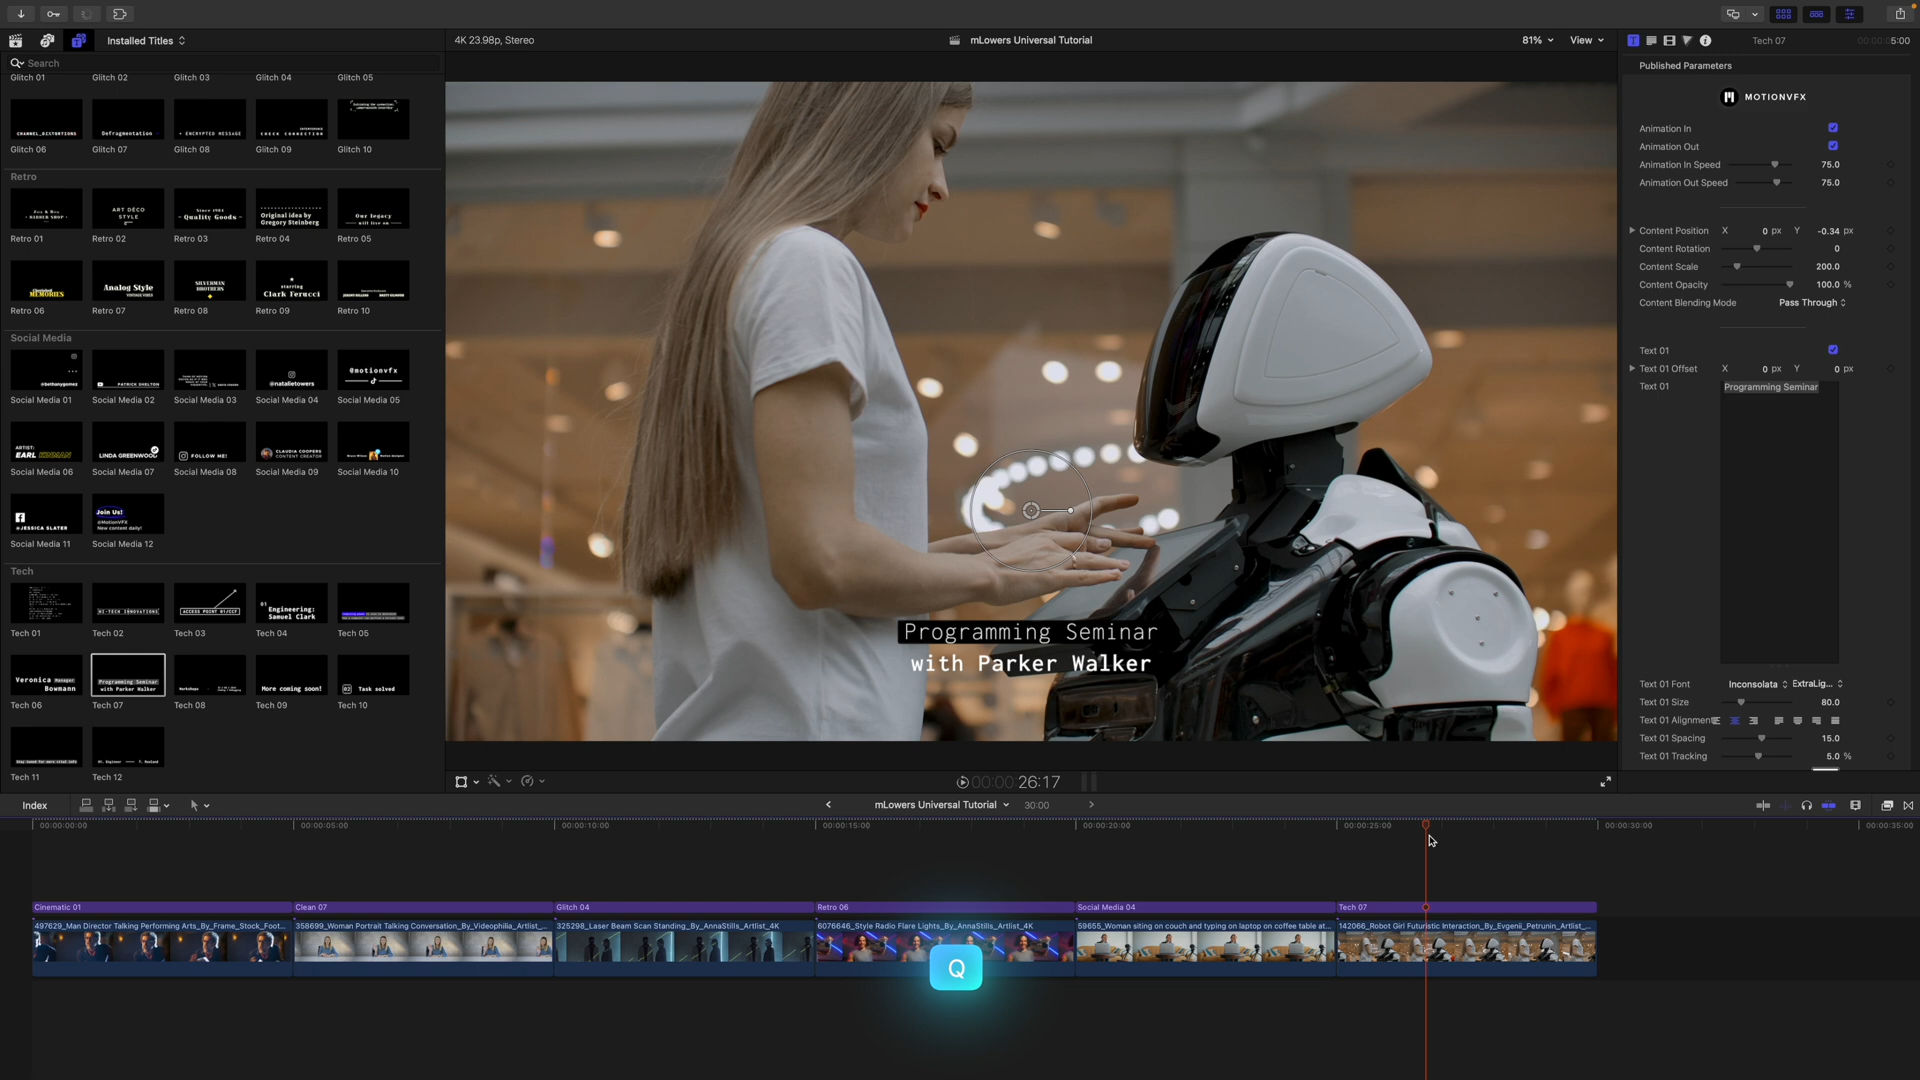 Installed Titles
4K 23.98p, Stereo
mLowers Universal Tutorial
81%
View
Tech 07
00:00:05:00
Search
Published Parameters
Glitch 01
Glitch 02
Glitch 03
Glitch 04
Glitch 05
MOTIONVFX
CHANNEL_DISTORTIONS
Defragmentation
+ ENCRYPTED MESSAGE
INTERFERENCE
CHECK CONNECTION
Glitch 06
Glitch 07
Glitch 08
Glitch 09
Glitch 10
Animation In
Animation Out
Animation In Speed 75.0
Animation Out Speed 75.0
Retro
ART DÉCO
STYLE
Since 1984
- Quality Goods -
Original idea by
Gregory Steinberg
Our legacy
will live on
Retro 01
Retro 02
Retro 03
Retro 04
Retro 05
Content Position X 0 px Y -0.34 px
Content Rotation 0
Content Scale 200.0
Content Opacity 100.0 %
Content Blending Mode Pass Through
MEMORIES
Analog Style
VINTAGE VIBES
SILVERMAN
BROTHERS
starring
Clark Ferucci
Retro 06
Retro 07
Retro 08
Retro 09
Retro 10
Social Media
Text 01
Text 01 Offset X 0 px Y 0 px
Text 01 Programming Seminar
@bethanygomez
PATRICK SHELTON
@natalietowers
@motionvfx
Social Media 01
Social Media 02
Social Media 03
Social Media 04
Social Media 05
ARTIST:
EARL
LINDA GREENWOOD
FOLLOW ME!
CLAUDIA COOPERS
CONTENT CREATOR
Social Media 06
Social Media 07
Social Media 08
Social Media 09
Social Media 10
@JESSICA SLATER
Join Us!
@MotionVFX
New content daily!
Social Media 11
Social Media 12
Tech
HI-TECH INNOVATIONS
ACCESS POINT 01/CCF
01 Engineering:
Samuel Clark
Tech 01
Tech 02
Tech 03
Tech 04
Tech 05
Programming Seminar
with Parker Walker
Veronica Manager
Bowmann
Programming Seminar
with Parker Walker
Workshops
More coming soon!
02 Task solved
Tech 06
Tech 07
Tech 08
Tech 09
Tech 10
Text 01 Font Inconsolata ExtraLig...
Text 01 Size 80.0
Text 01 Alignment
Text 01 Spacing 15.0
Text 01 Tracking 5.0 %
Tech 11
Tech 12
00:00:26:17
Index
mLowers Universal Tutorial
30:00
00:00:00:00
00:00:05:00
00:00:10:00
00:00:15:00
00:00:20:00
00:00:25:00
00:00:30:00
00:00:35:00
Cinematic 01
Clean 07
Glitch 04
Retro 06
Social Media 04
Tech 07
497629_Man Director Talking Performing Arts_By_Frame_Stock_Foot...
358699_Woman Portrait Talking Conversation_By_Videophilia_Artlist_...
325298_Laser Beam Scan Standing_By_AnnaStills_Artlist_4K
6076646_Style Radio Flare Lights_By_AnnaStills_Artlist_4K
59655_Woman siting on couch and typing on laptop on coffee table at...
142066_Robot Girl Futuristic Interaction_By_Evgenii_Petrunin_Artlist_...
Q